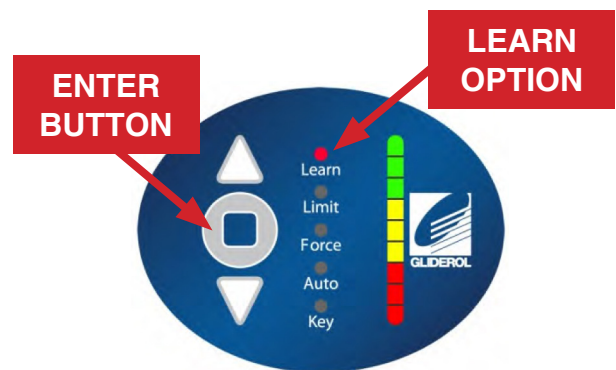 LEARN
OPTION
ENTER
BUTTON
Learn
Limit
Force
Auto
Key
GLIDEROL